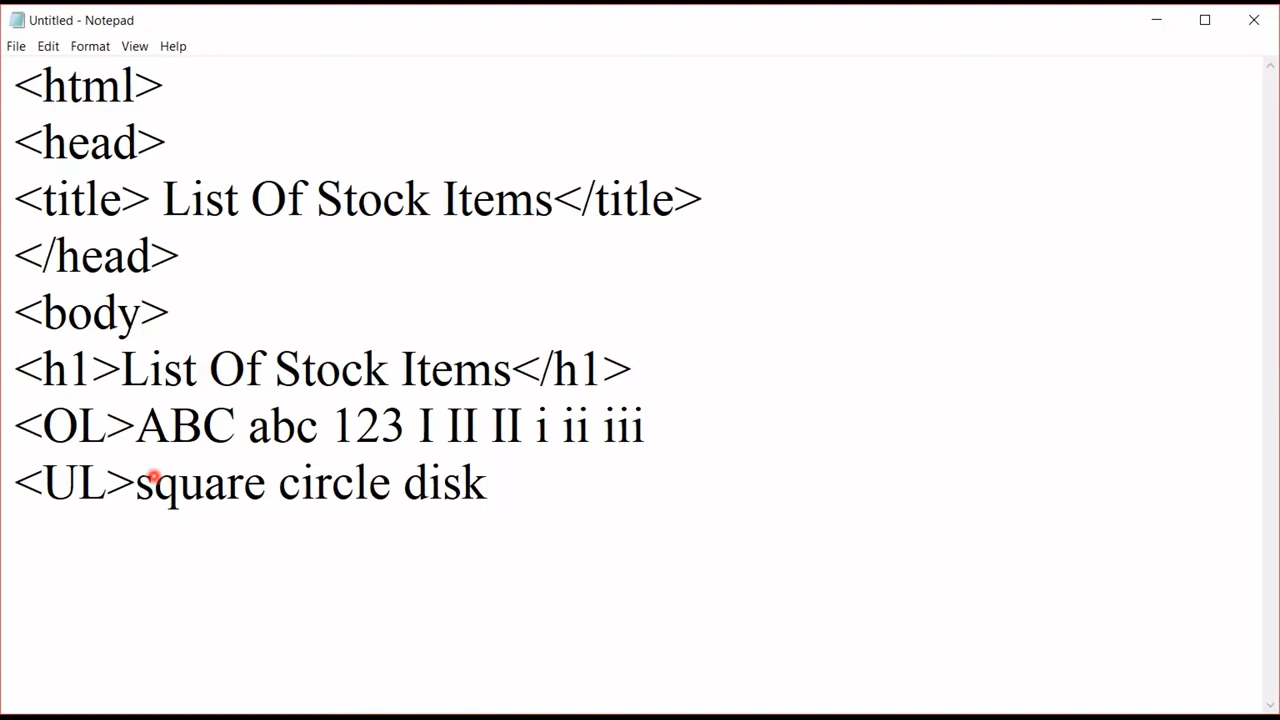 Untitled - Notepad
File Edit Format View Help
<html>
<head>
<title> List Of Stock Items</title>
</head>
<body>
<h1>List Of Stock Items</h1>
<OL>ABC abc 123 I II II i ii iii
<UL>square circle disk